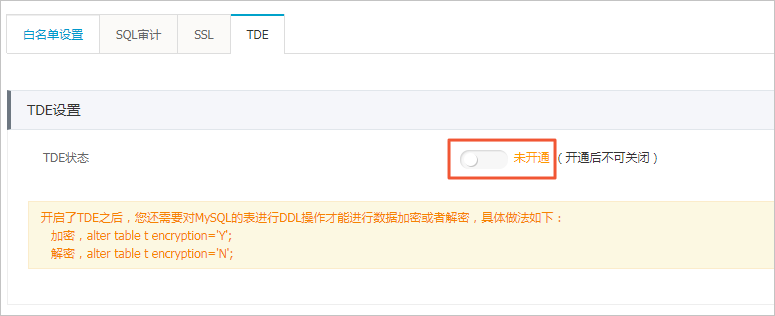 白名单设置 SQL审计 SSL TDE
TDE设置
TDE状态 未开通 (开通后不可关闭)
开启了TDE之后，您还需要对MySQL的表进行DDL操作才能进行数据加密或者解密，具体做法如下：
加密，alter table t encryption='Y';
解密，alter table t encryption='N';